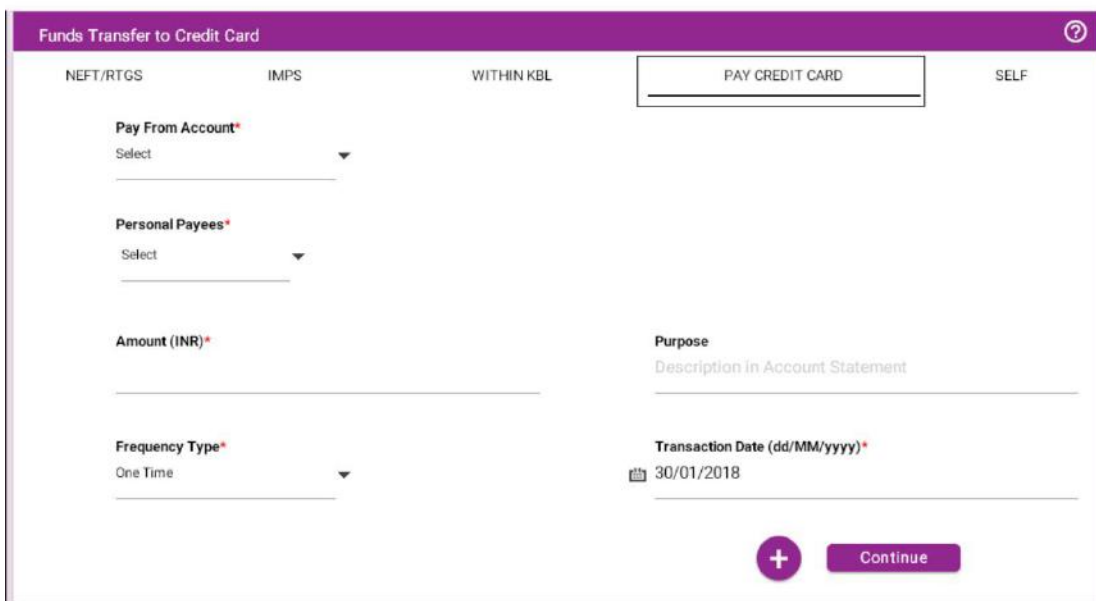 Funds Transfer to Credit Card
NEFT/RTGS IMPS WITHIN KBL PAY CREDIT CARD SELF
Pay From Account*
Select
Personal Payees*
Select
Amount (INR)* Purpose
Description in Account Statement
Frequency Type* Transaction Date (dd/MM/yyyy)*
One Time 30/01/2018
+ Continue